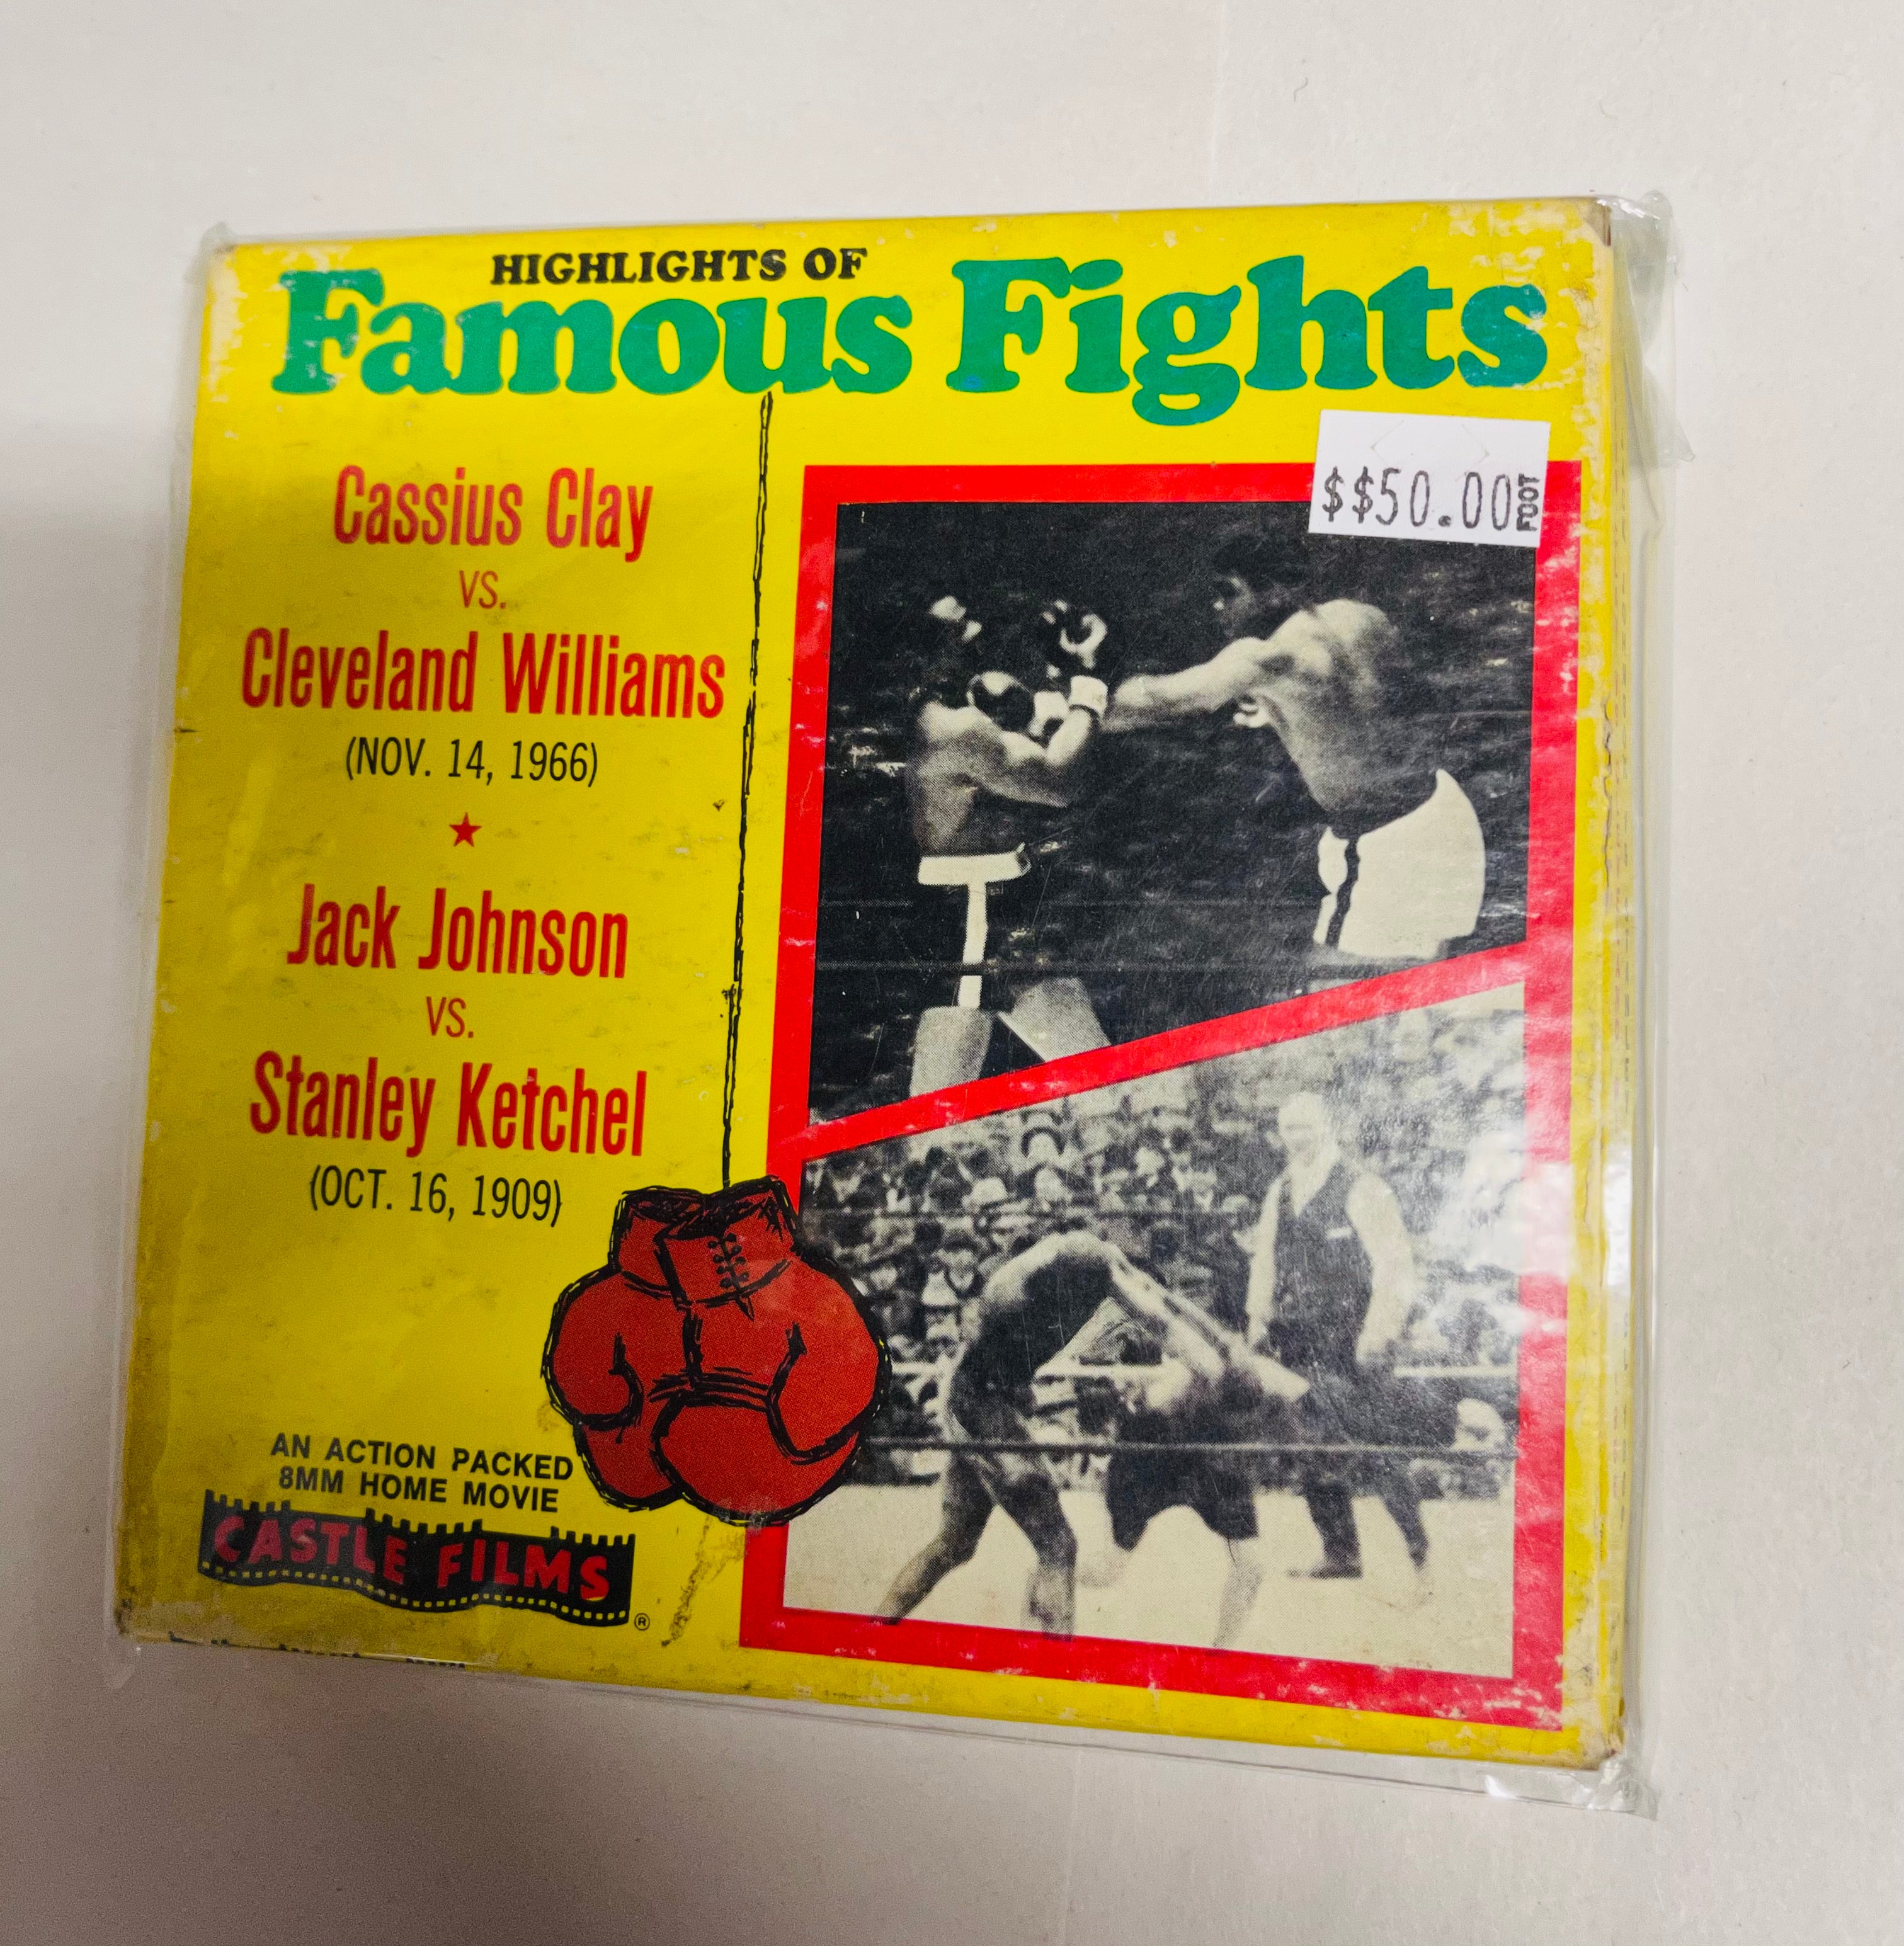 HIGHLIGHTS OF
Famous Fights
$$50.00
FOOT
Cassius Clay
VS.
Cleveland Williams
(NOV. 14, 1966)
Jack Johnson
VS.
Stanley Ketchel
(OCT. 16, 1909)
AN ACTION PACKED
8MM HOME MOVIE
CASTLE FILMS
®